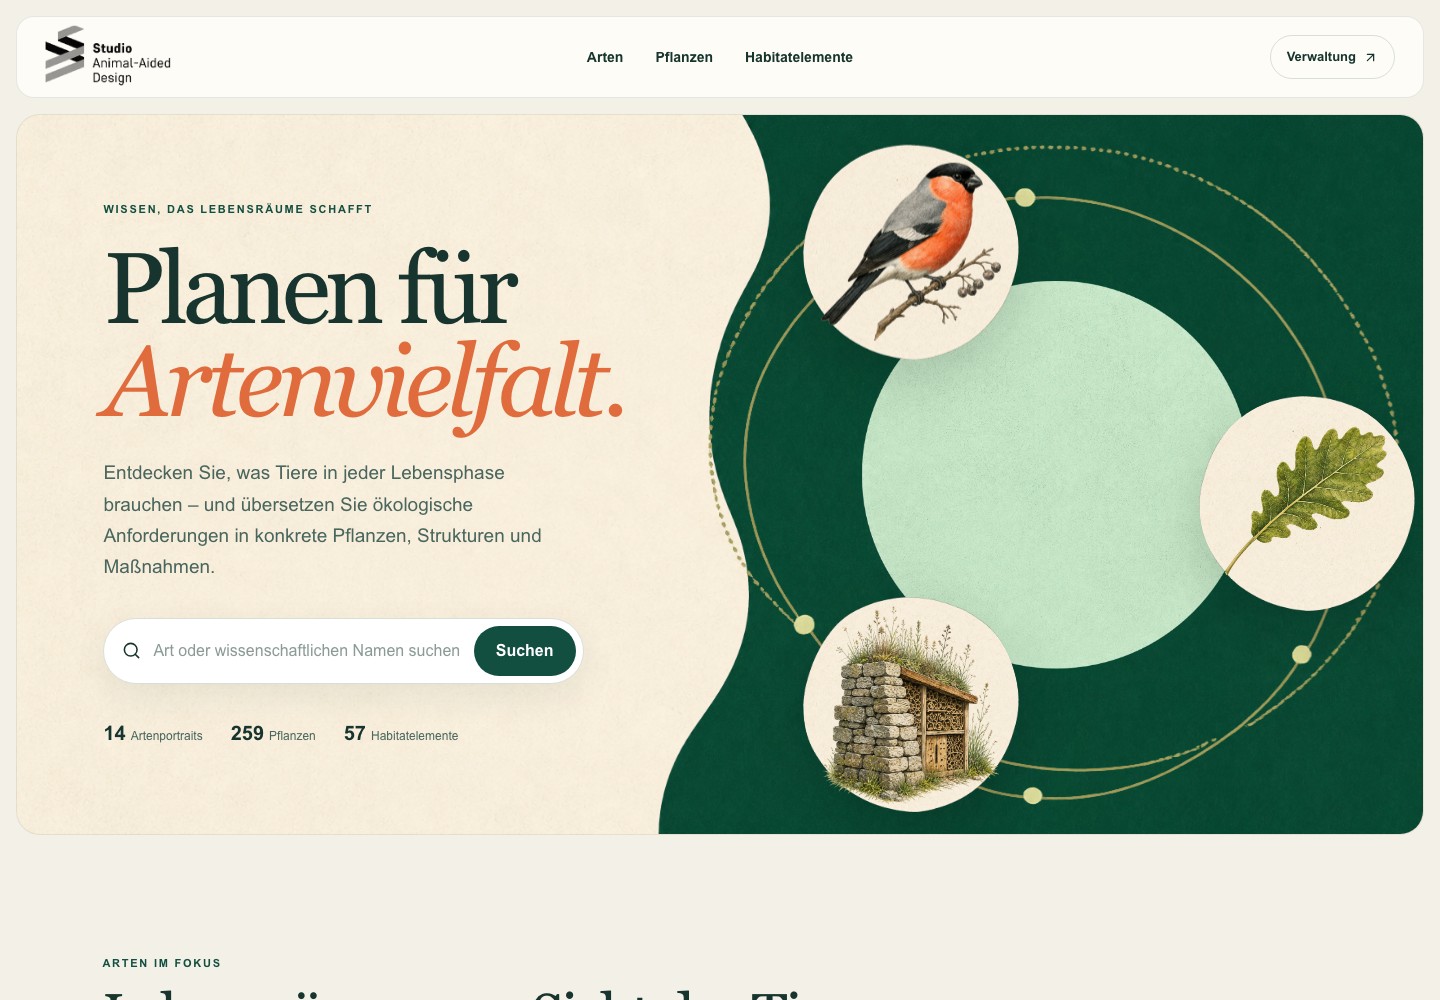 Studio
Animal-Aided
Design
Arten
Pflanzen
Habitatelemente
Verwaltung
WISSEN, DAS LEBENSRÄUME SCHAFFT
Planen für
Artenvielfalt.
Entdecken Sie, was Tiere in jeder Lebensphase
brauchen – und übersetzen Sie ökologische
Anforderungen in konkrete Pflanzen, Strukturen und
Maßnahmen.
Art oder wissenschaftlichen Namen suchen
Suchen
14 Artenportraits
259 Pflanzen
57 Habitatelemente
ARTEN IM FOKUS